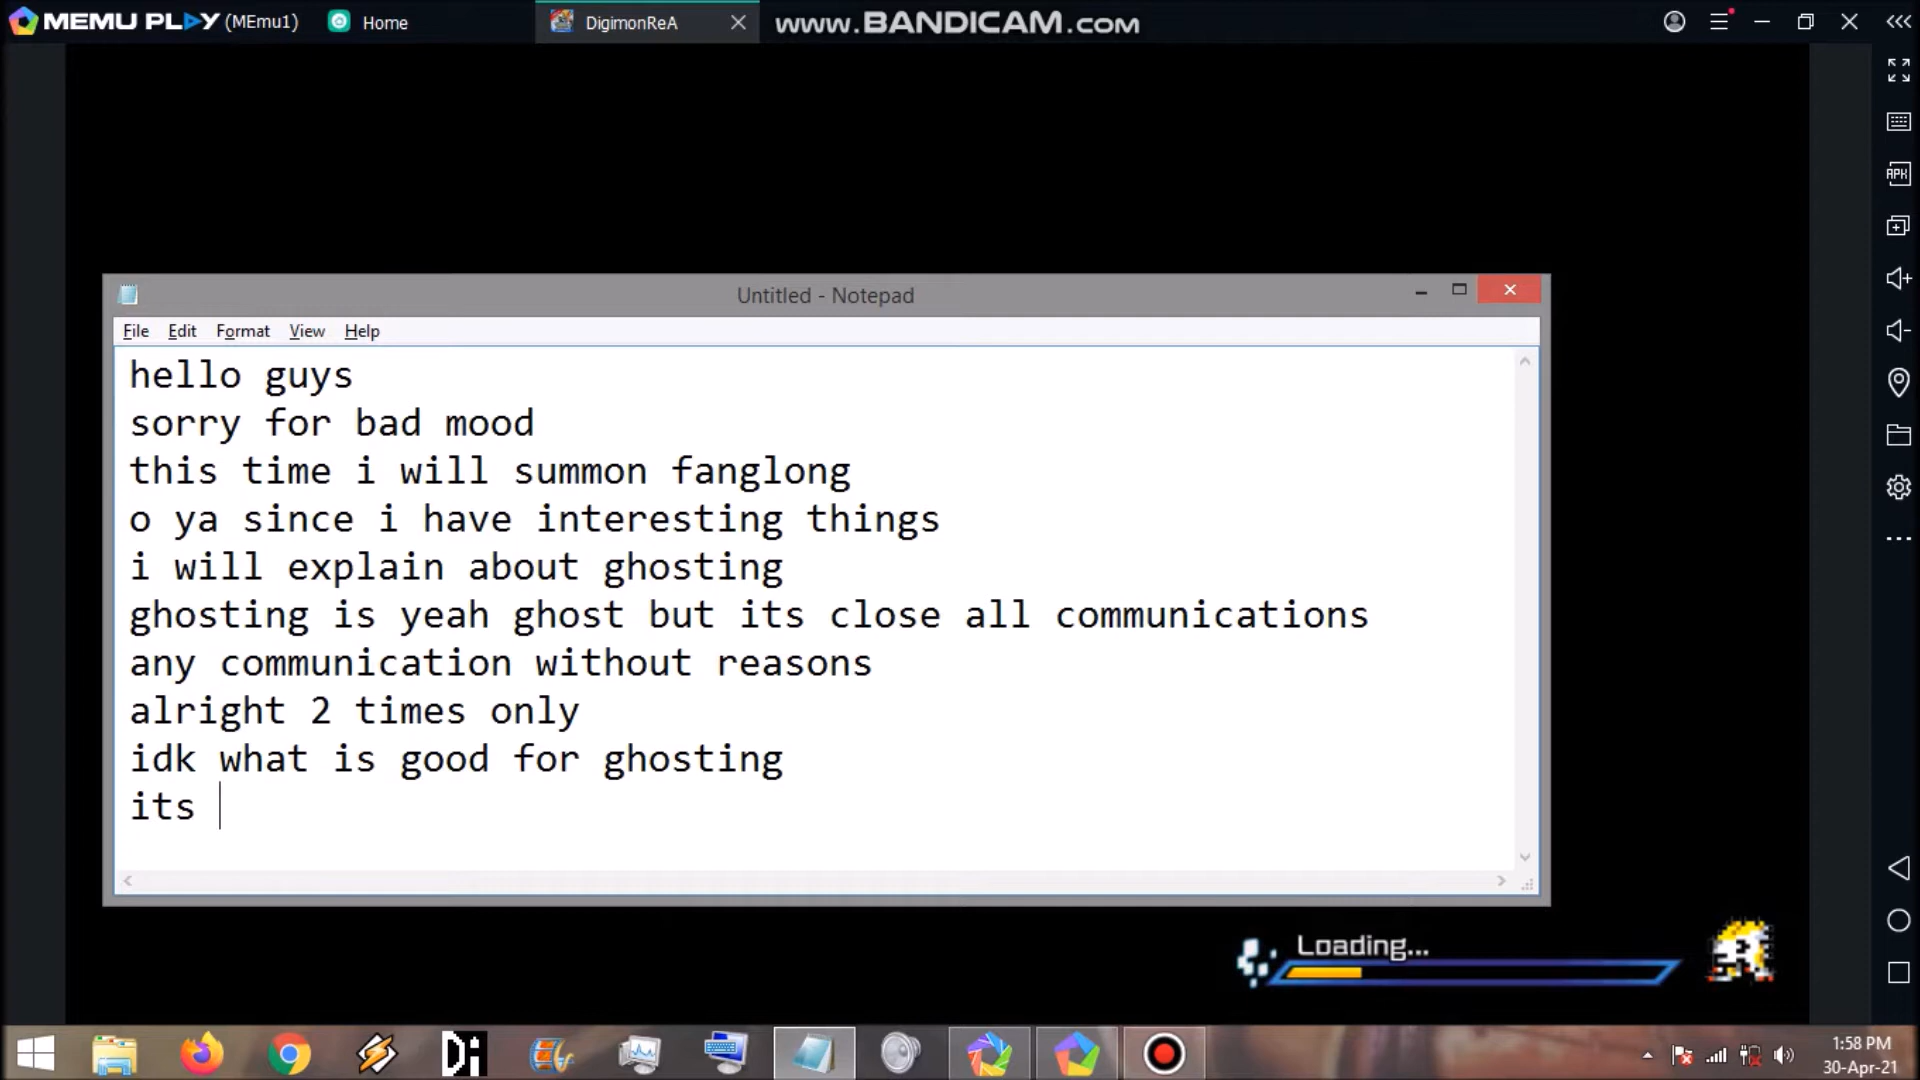 MEMU PLAY (MEmu1) Home DigimonReA www.BANDICAM.com
Untitled - Notepad
File Edit Format View Help
hello guys
sorry for bad mood
this time i will summon fanglong
o ya since i have interesting things
i will explain about ghosting
ghosting is yeah ghost but its close all communications
any communication without reasons
alright 2 times only
idk what is good for ghosting
its
Loading...
APK
Di
1:58 PM
30-Apr-21